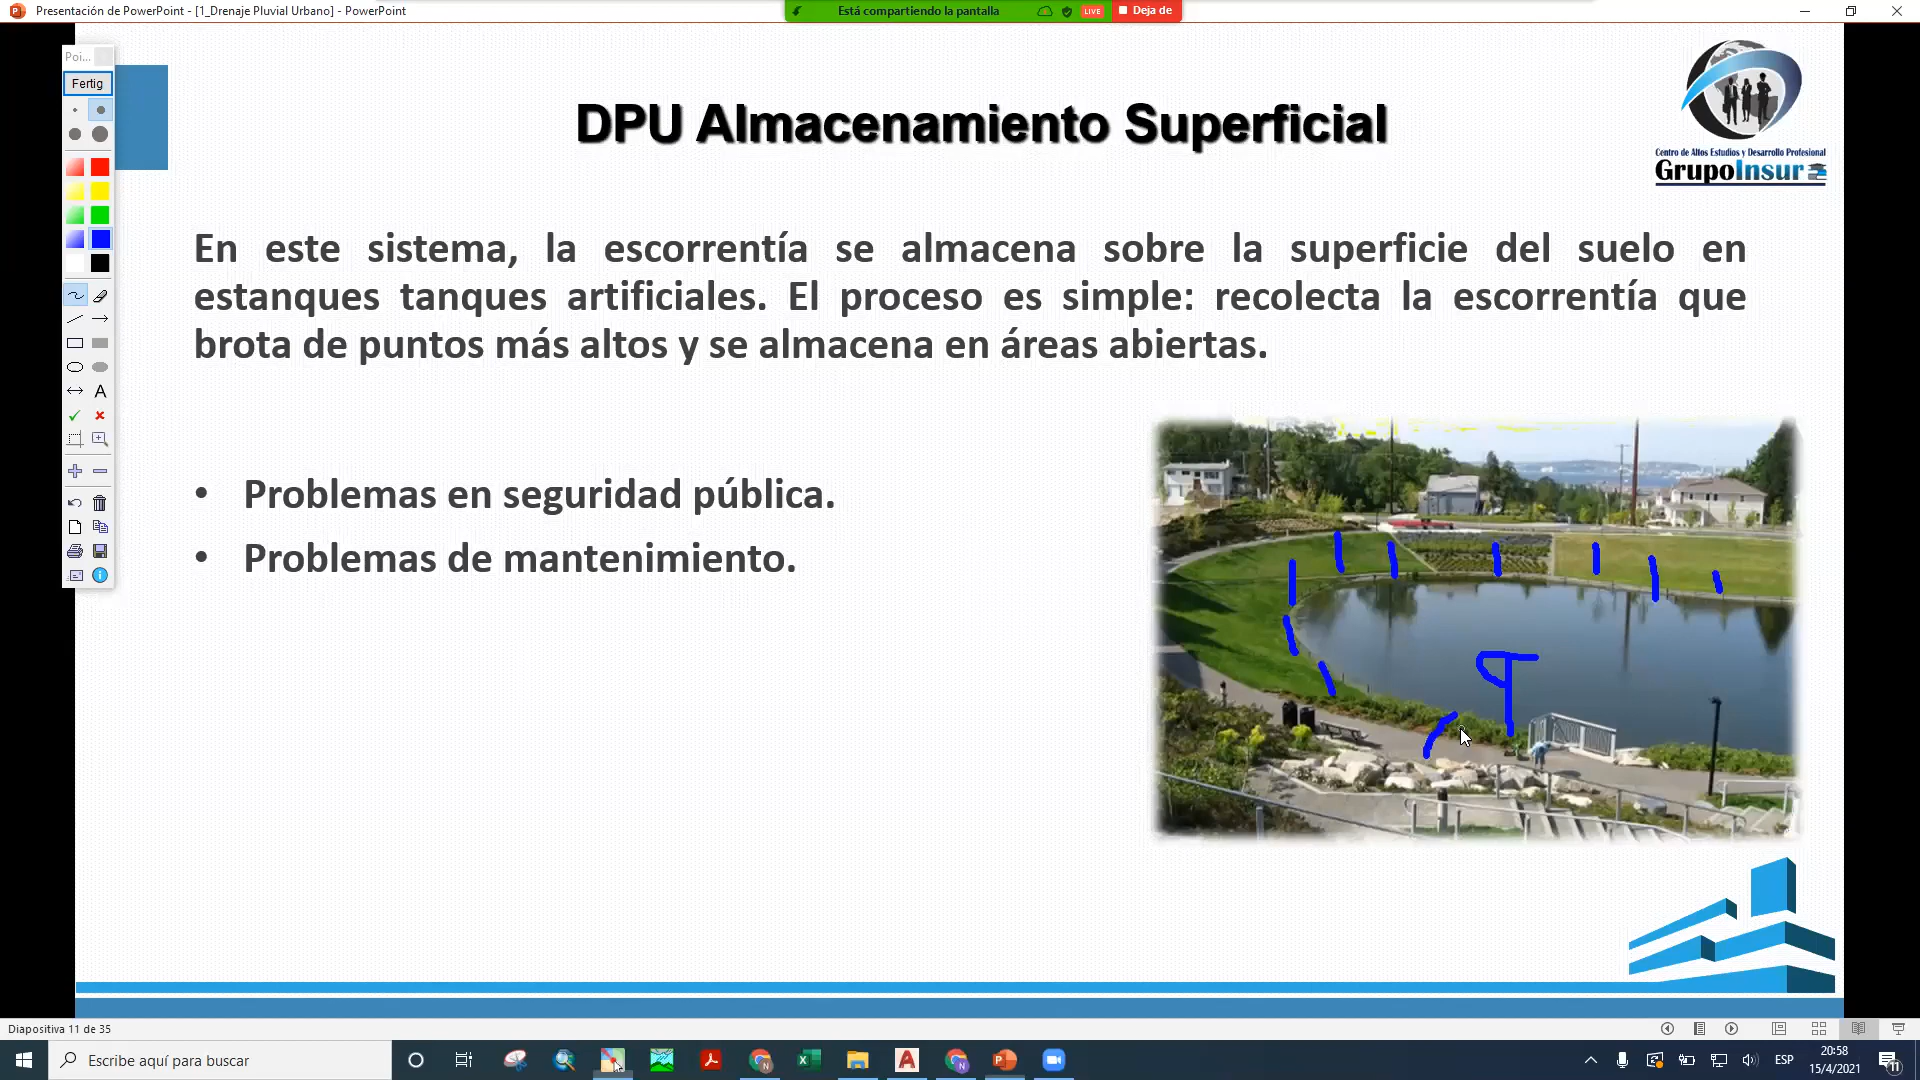 Presentación de PowerPoint - [1_Drenaje Pluvial Urbano] - PowerPoint
Está compartiendo la pantalla
LIVE
Deja de
Poi...
Fertig
A
DPU Almacenamiento Superficial
Centro de Altos Estudios y Desarrollo Profesional
GrupoInsur
En este sistema, la escorrentía se almacena sobre la superficie del suelo en
estanques tanques artificiales. El proceso es simple: recolecta la escorrentía que
brota de puntos más altos y se almacena en áreas abiertas.
• Problemas en seguridad pública.
• Problemas de mantenimiento.
Diapositiva 11 de 35
Escribe aquí para buscar
ESP
20:58
15/4/2021
11